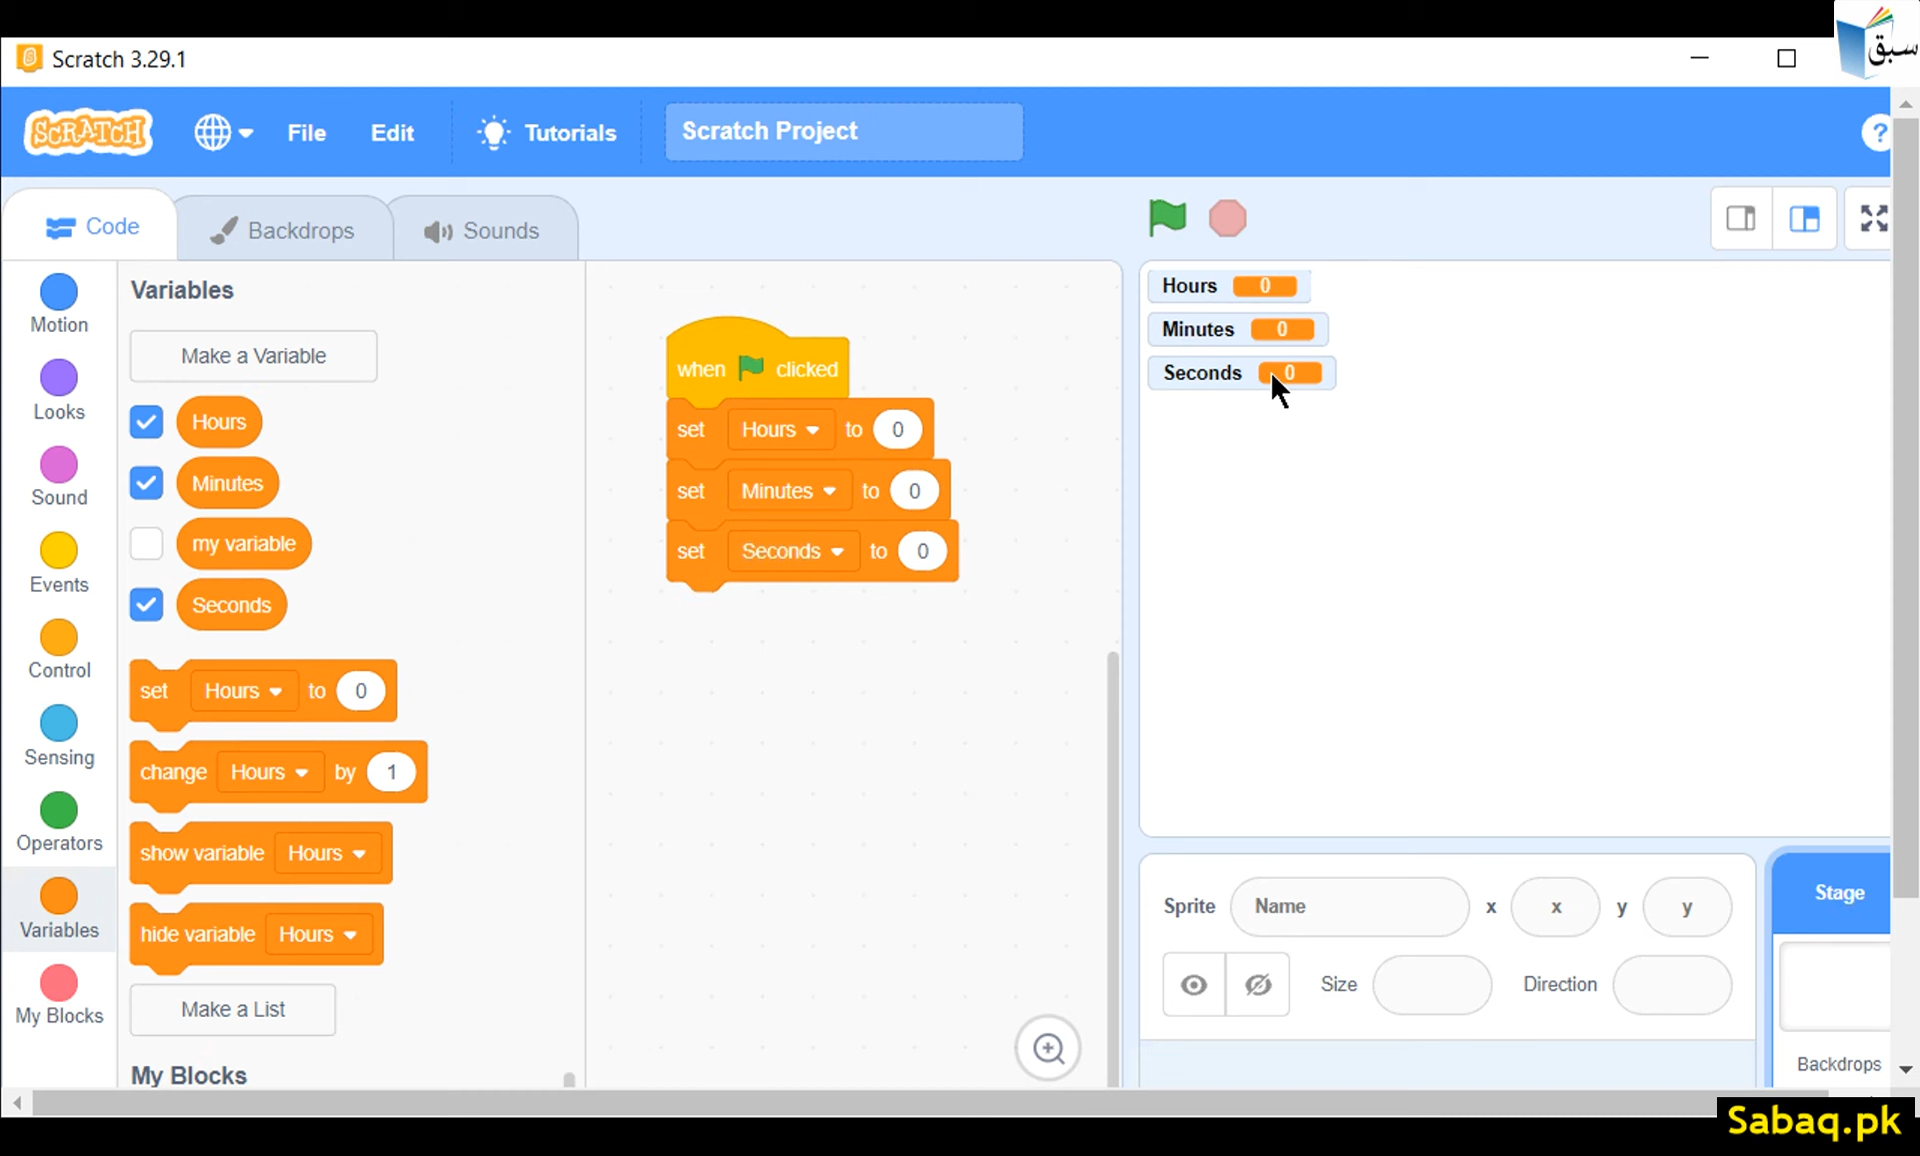 سبق
Scratch 3.29.1
SCRATCH
File
Edit
Tutorials
Scratch Project
?
Code
Backdrops
Sounds
Motion
Looks
Sound
Events
Control
Sensing
Operators
Variables
My Blocks
Variables
Make a Variable
Hours
Minutes
my variable
Seconds
set Hours to 0
change Hours by 1
show variable Hours
hide variable Hours
Make a List
My Blocks
when clicked
set Hours to 0
set Minutes to 0
set Seconds to 0
Hours 0
Minutes 0
Seconds 0
Sprite Name x x y y
Size Direction
Stage
Backdrops
Sabaq.pk